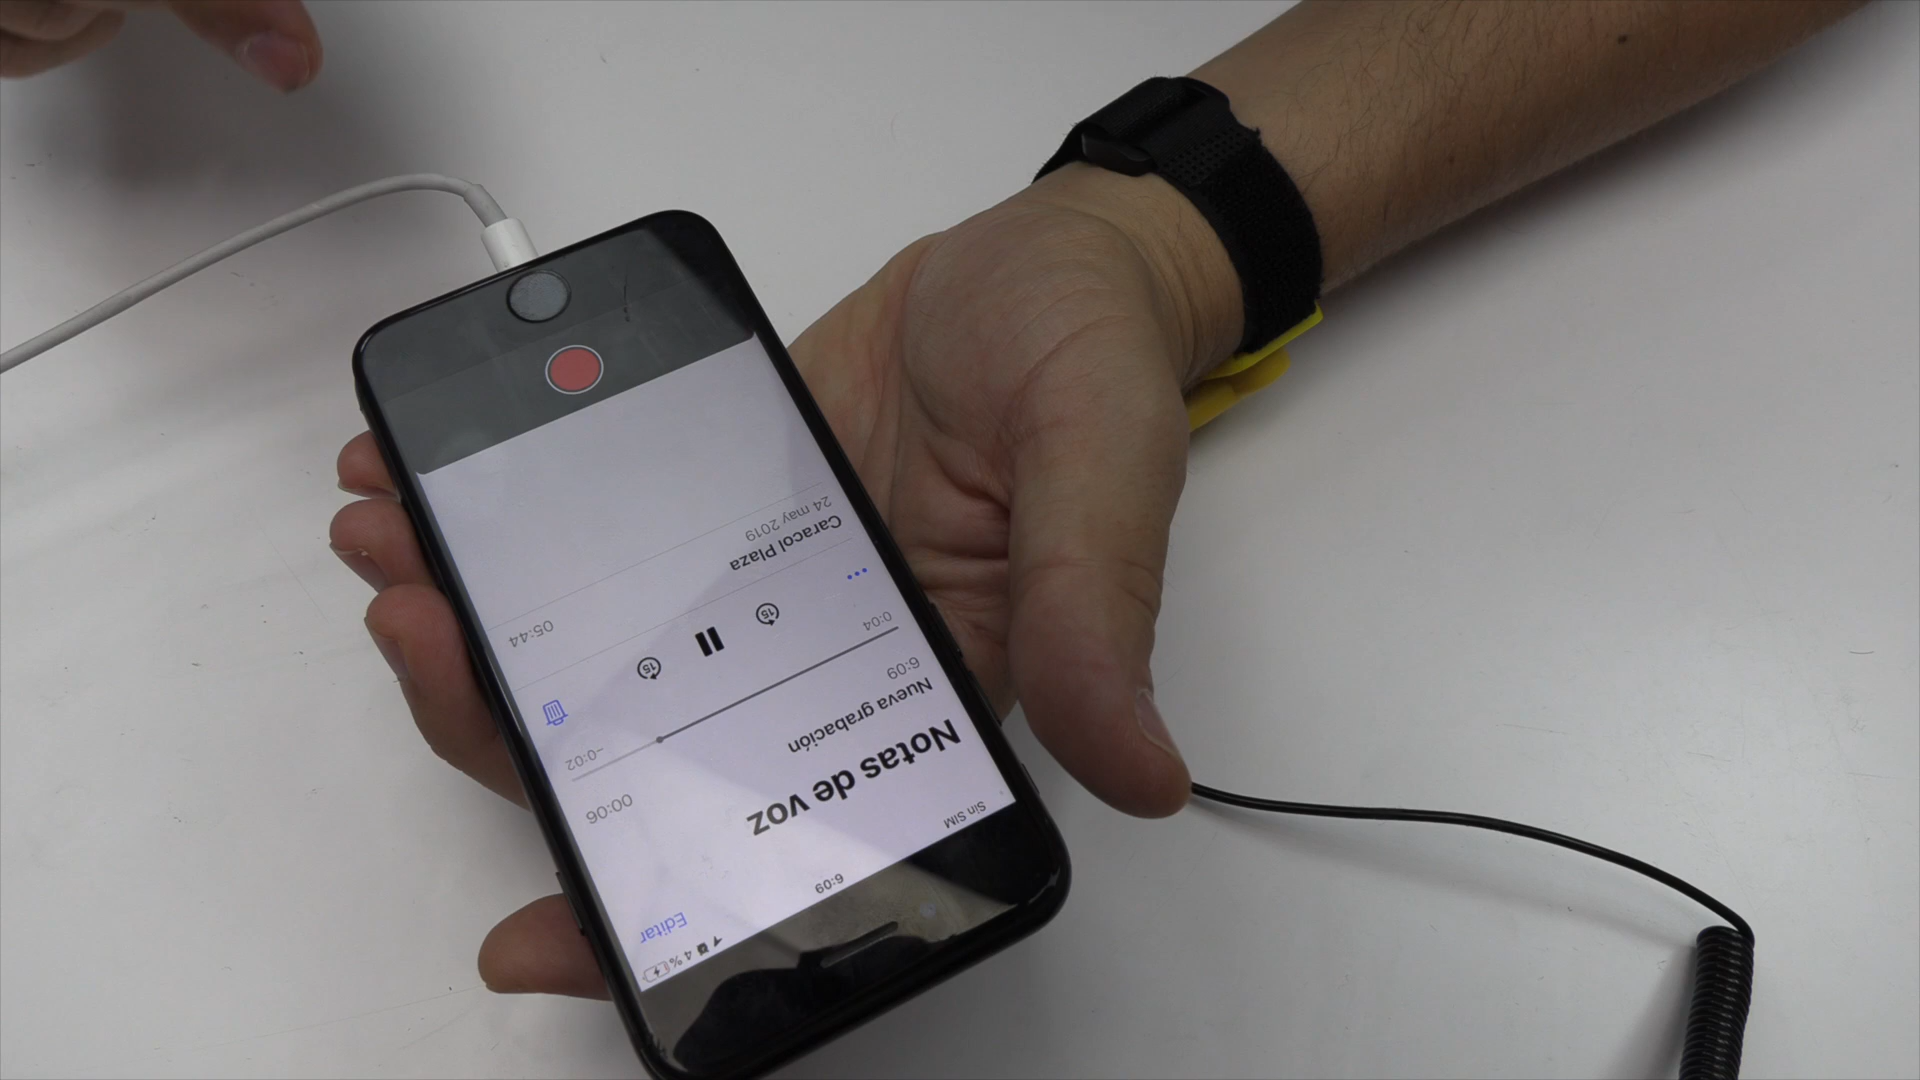 Sin SIM
6:09
4 %
Editar
Notas de voz
Nueva grabación
6:09
00:06
0:04
-0:02
15
15
Caracol Plaza
24 may 2019
05:44